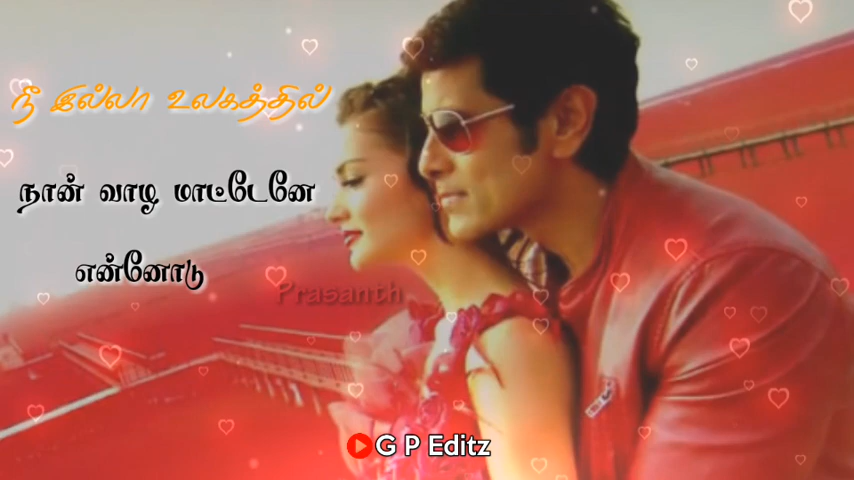 நீ இல்லா உலகத்தில்
நான் வாழ மாட்டேனே
என்னோடு
Prasanth
G P Editz